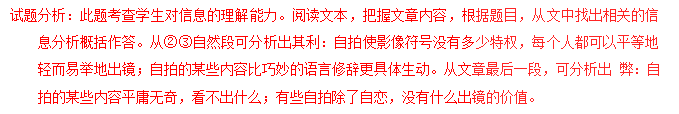 试题分析：此题考查学生对信息的理解能力。阅读文本，把握文章内容，根据题目，从文中找出相关的信
息分析概括作答。从②③自然段可分析出其利：自拍使影像符号没有多少特权，每个人都可以平等地
轻而易举地出镜；自拍的某些内容比巧妙的语言修辞更具体生动。从文章最后一段，可分析出 弊：自
拍的某些内容平庸无奇，看不出什么；有些自拍除了自恋，没有什么出镜的价值。